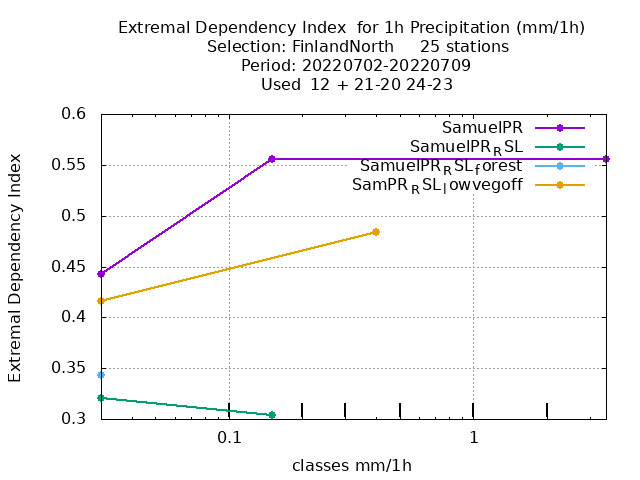 Extremal Dependency Index  for 1h Precipitation (mm/1h)
Selection: FinlandNorth     25 stations
Period: 20220702-20220709
Used  12 + 21-20 24-23
SamuelPR
SamuelPR_RSL
SamuelPR_RSL_forest
SamPR_RSL_lowvegoff
Extremal Dependency Index
0.6
0.55
0.5
0.45
0.4
0.35
0.3
0.1
1
classes mm/1h